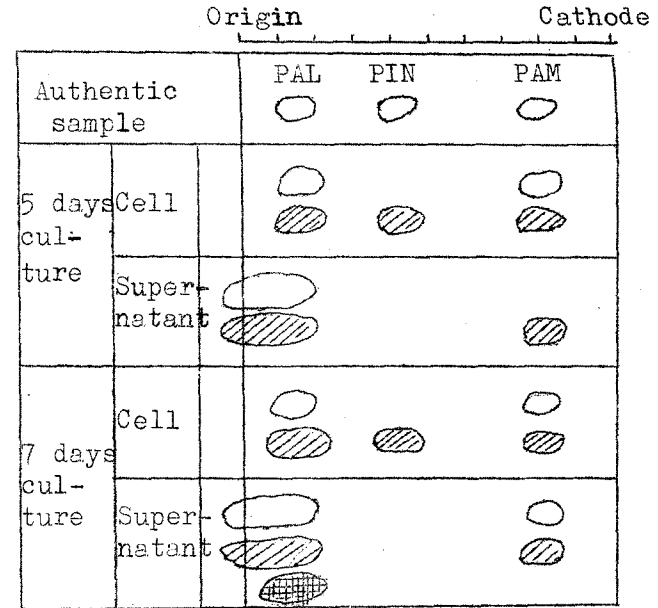 Origin Cathode
PAL PIN PAM
Authentic
sample
5 days Cell
cul-
ture
Super-
natant
Cell
7 days
cul-
ture
Super-
natant